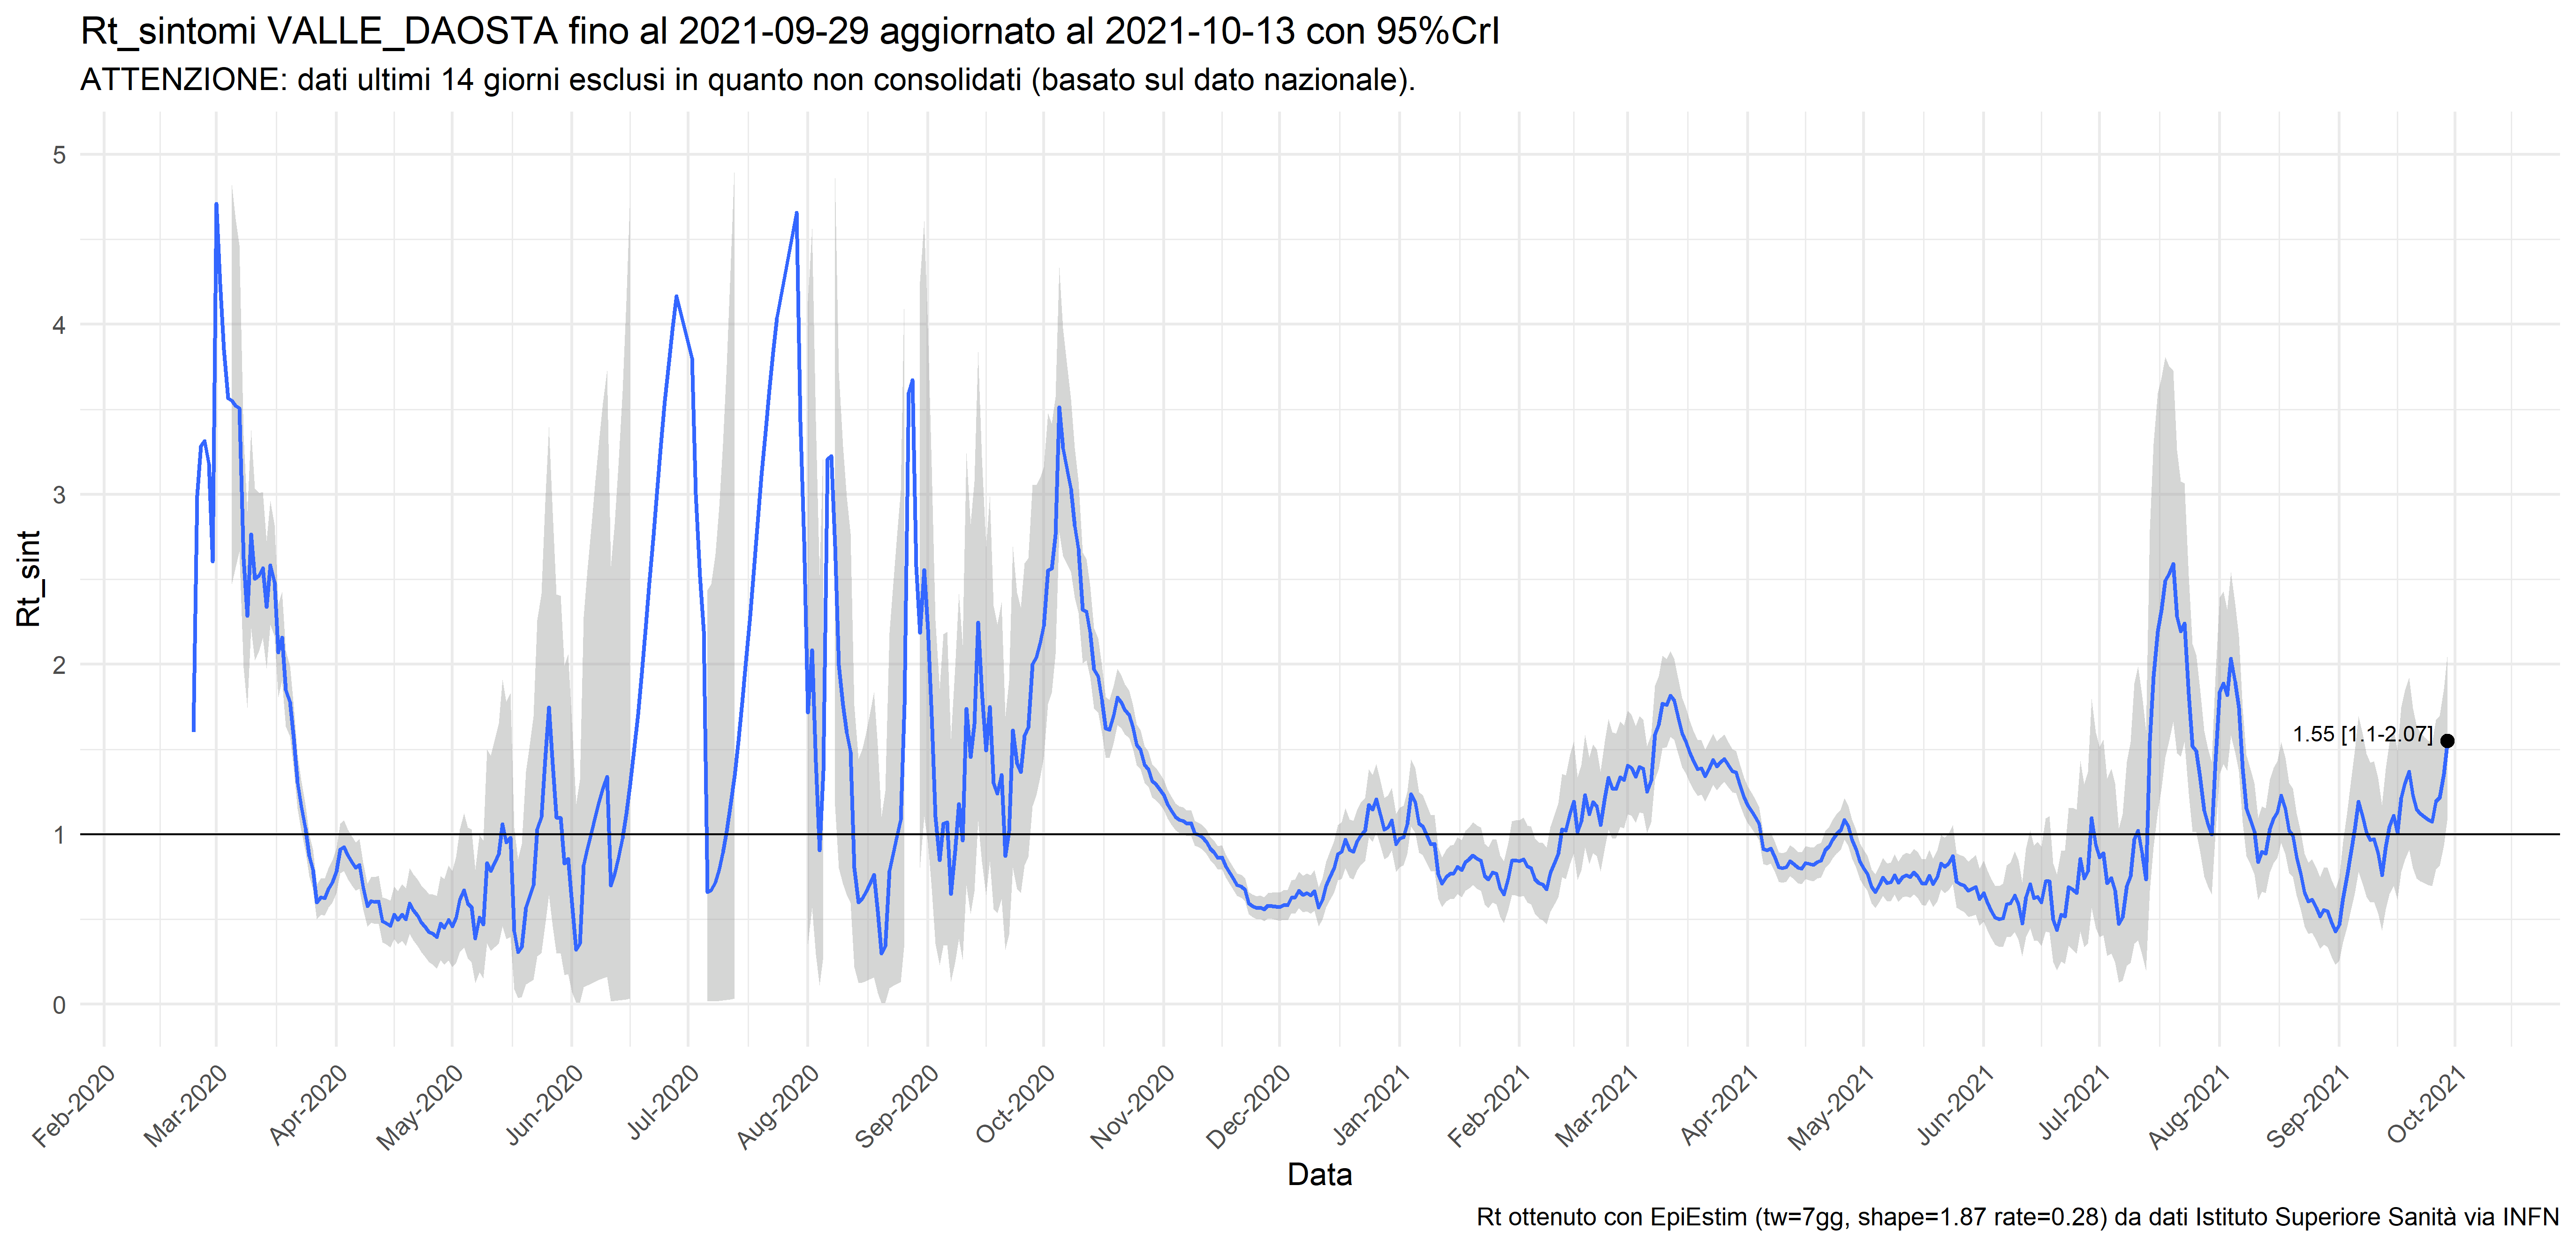 Rt_sintomi VALLE_DAOSTA fino al 2021-09-29 aggiornato al 2021-10-13 con 95%CrI
ATTENZIONE: dati ultimi 14 giorni esclusi in quanto non consolidati (basato sul dato nazionale).
5
4
3
2
1
0
Rt_sint
1.55 [1.1-2.07]
Feb-2020
Mar-2020
Apr-2020
May-2020
Jun-2020
Jul-2020
Aug-2020
Sep-2020
Oct-2020
Nov-2020
Dec-2020
Jan-2021
Feb-2021
Mar-2021
Apr-2021
May-2021
Jun-2021
Jul-2021
Aug-2021
Sep-2021
Oct-2021
Data
Rt ottenuto con EpiEstim (tw=7gg, shape=1.87 rate=0.28) da dati Istituto Superiore Sanità via INFN